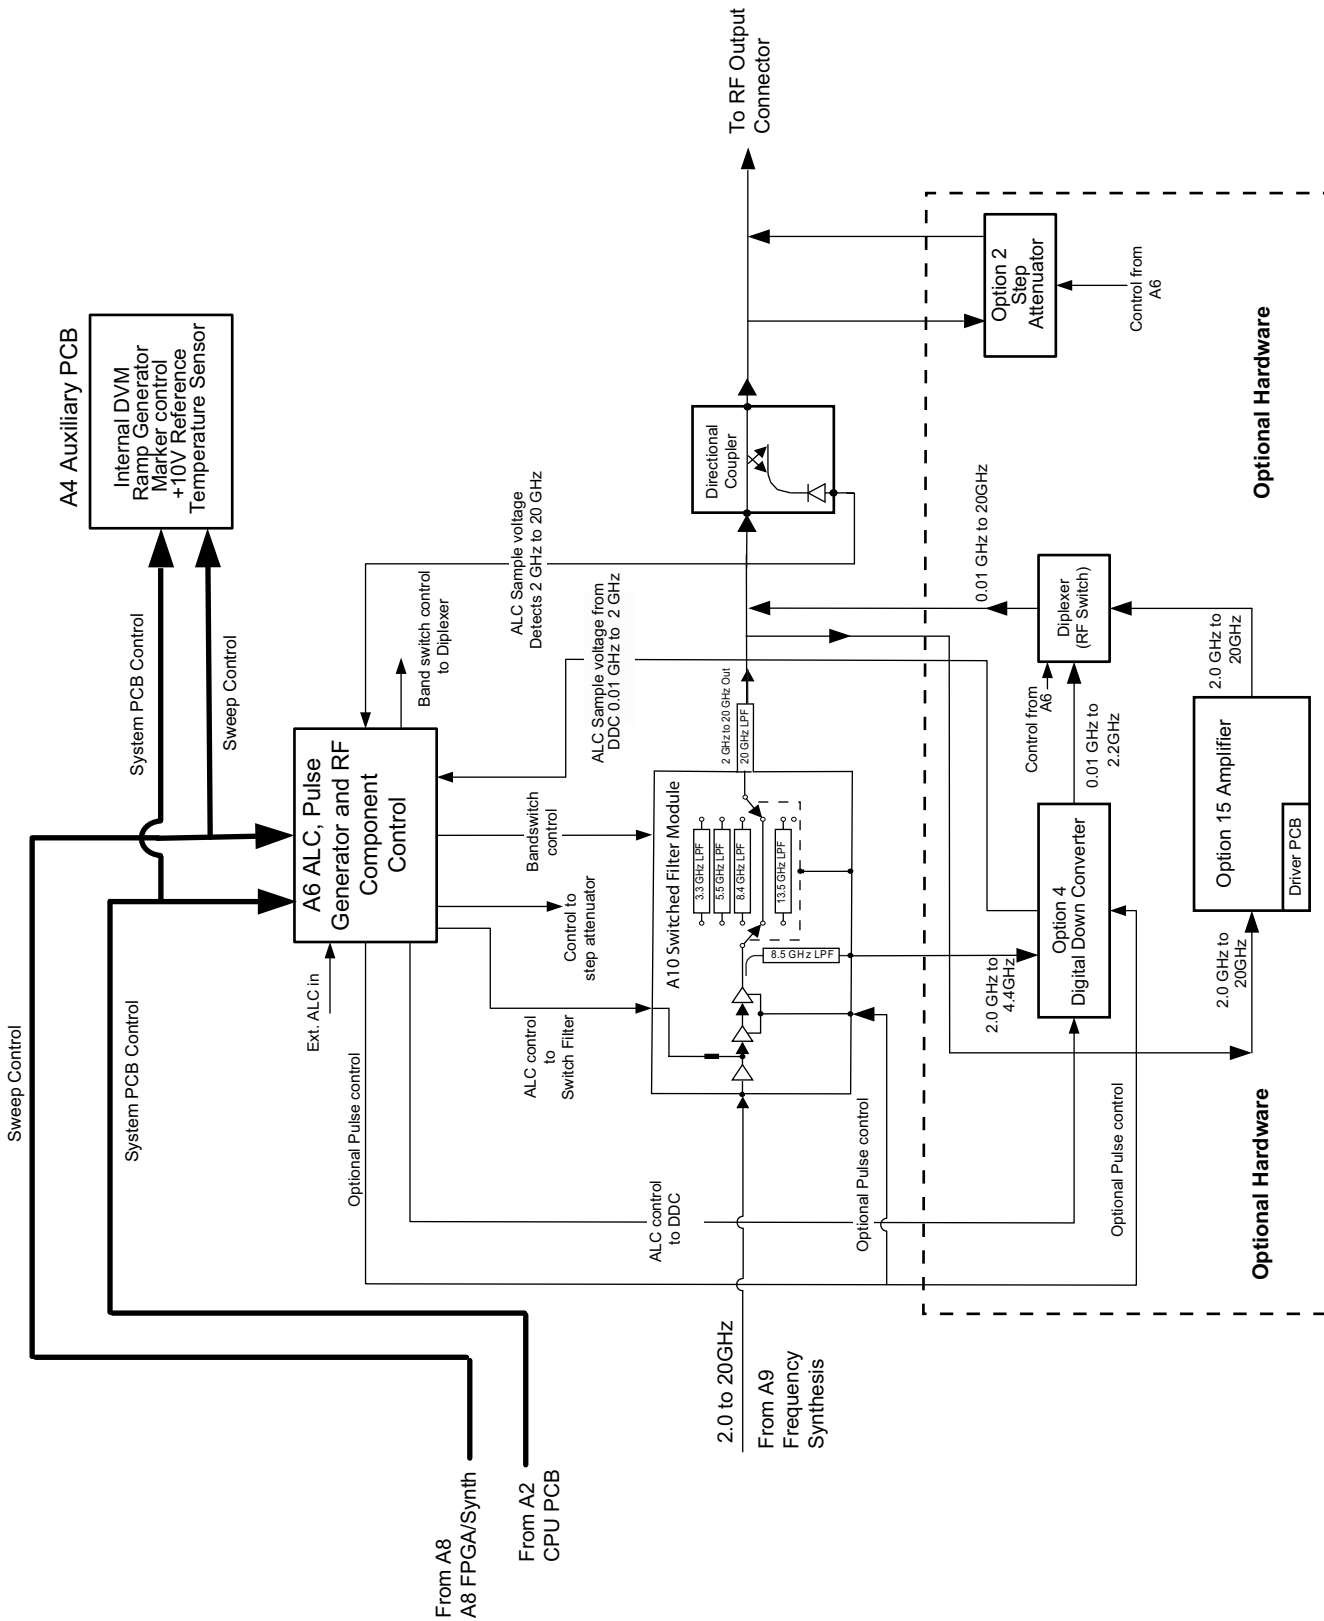 Sweep Control
System PCB Control
From A8
A8 FPGA/Synth
From A2
CPU PCB
System PCB Control
Sweep Control
A4 Auxiliary PCB
Internal DVM
Ramp Generator
Marker control
+10V Reference
Temperature Sensor
Ext. ALC in
A6 ALC, Pulse
Generator and RF
Component
Control
Optional Pulse control
ALC control
to DDC
ALC control
to
Switch Filter
Control to
step attenuator
Bandswitch
control
Band switch control
to Diplexer
ALC Sample voltage
Detects 2 GHz to 20 GHz
ALC Sample voltage from
DDC 0.01 GHz to 2 GHz
2.0 to 20GHz
From A9
Frequency
Synthesis
A10 Switched Filter Module
3.3 GHz LPF
5.5 GHz LPF
8.4 GHz LPF
13.5 GHz LPF
8.5 GHz LPF
2 GHz to 20 GHz Out
20 GHz LPF
Directional
Coupler
To RF Output
Connector
Optional Pulse control
2.0 GHz to
4.4GHz
Option 4
Digital Down Converter
0.01 GHz to
2.2GHz
Control from
A6
Diplexer
(RF Switch)
0.01 GHz to 20GHz
Option 2
Step
Attenuator
Control from
A6
Optional Pulse control
2.0 GHz to
20GHz
Option 15 Amplifier
Driver PCB
2.0 GHz to
20GHz
Optional Hardware
Optional Hardware